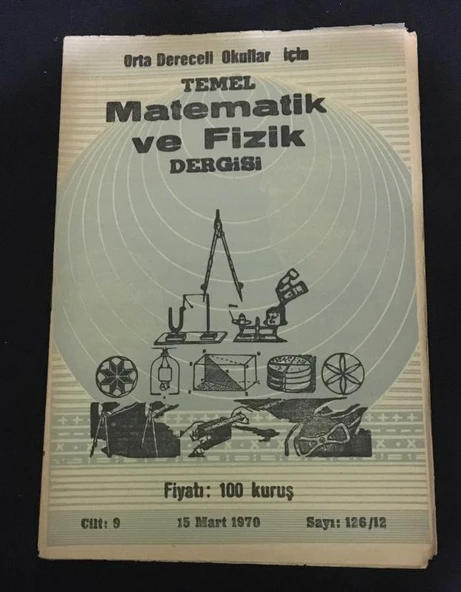 Orta Dereceli Okullar için
TEMEL
Matematik
ve Fizik
DERGİSİ
Fiyatı: 100 kuruş
Cilt: 9 15 Mart 1970 Sayı: 126/12